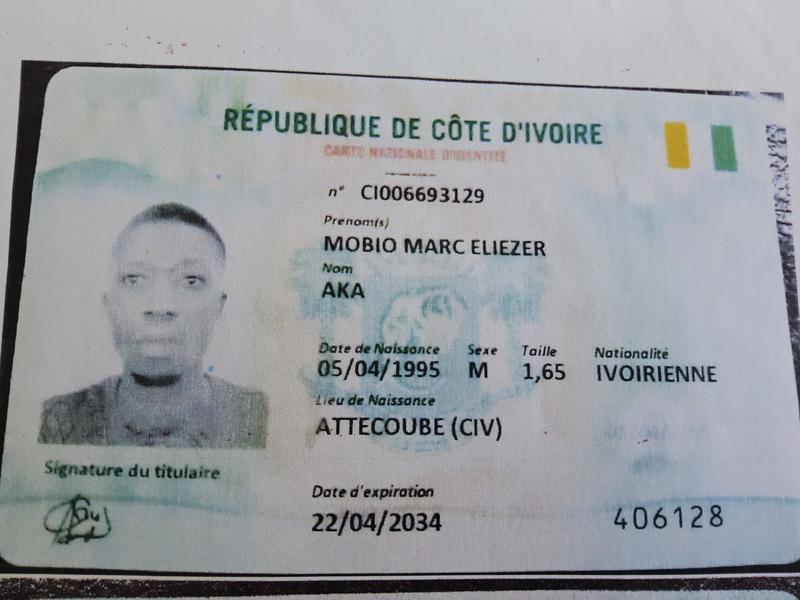 RÉPUBLIQUE DE CÔTE D'IVOIRE
CARTE NATIONALE D'IDENTITÉ
n° CI006693129
Prenom(s)
MOBIO MARC ELIEZER
Nom
AKA
Date de Naissance Sexe Taille Nationalité
05/04/1995 M 1,65 IVOIRIENNE
Lieu de Naissance
ATTECOUBE (CIV)
Signature du titulaire
Date d'expiration
22/04/2034
406128